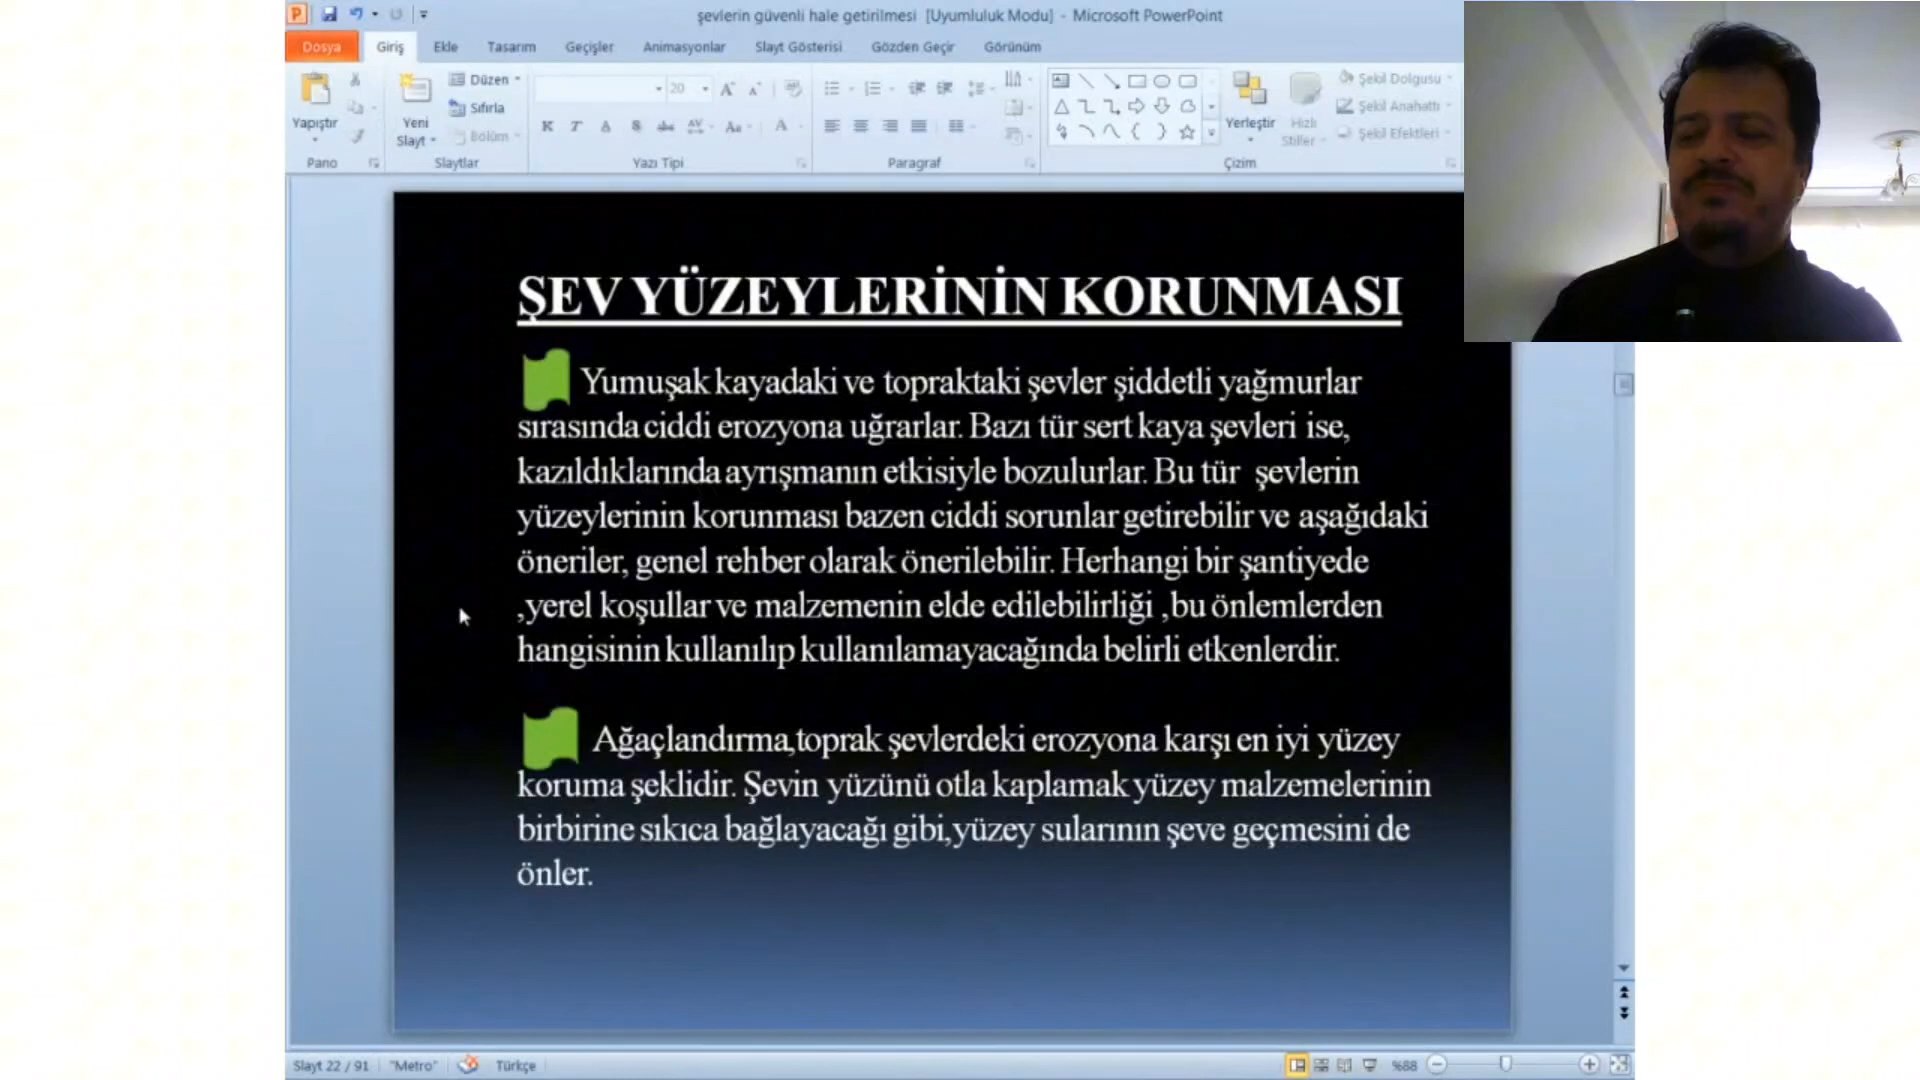 şevlerin güvenli hale getirilmesi [Uyumluluk Modu] - Microsoft PowerPoint
Dosya Giriş Ekle Tasarım Geçişler Animasyonlar Slayt Gösterisi Gözden Geçir Görünüm
Yapıştır
Pano
Yeni
Slayt
Düzen
Sıfırla
Bölüm
Slaytlar
20
Yazı Tipi
Paragraf
Yerleştir
Hızlı
Stiller
Şekil Dolgusu
Şekil Anahattı
Şekil Efektleri
Çizim
ŞEV YÜZEYLERİNİN KORUNMASI
Yumuşak kayadaki ve topraktaki şevler şiddetli yağmurlar
sırasında ciddi erozyona uğrarlar. Bazı tür sert kaya şevleri ise,
kazıldıklarında ayrışmanın etkisiyle bozulurlar. Bu tür şevlerin
yüzeylerinin korunması bazen ciddi sorunlar getirebilir ve aşağıdaki
öneriler, genel rehber olarak önerilebilir. Herhangi bir şantiyede
,yerel koşullar ve malzemenin elde edilebilirliği ,bu önlemlerden
hangisinin kullanılıp kullanılamayacağında belirli etkenlerdir.
Ağaçlandırma,toprak şevlerdeki erozyona karşı en iyi yüzey
koruma şeklidir. Şevin yüzünü otla kaplamak yüzey malzemelerinin
birbirine sıkıca bağlayacağı gibi,yüzey sularının şeve geçmesini de
önler.
Slayt 22 / 91 "Metro" Türkçe %88